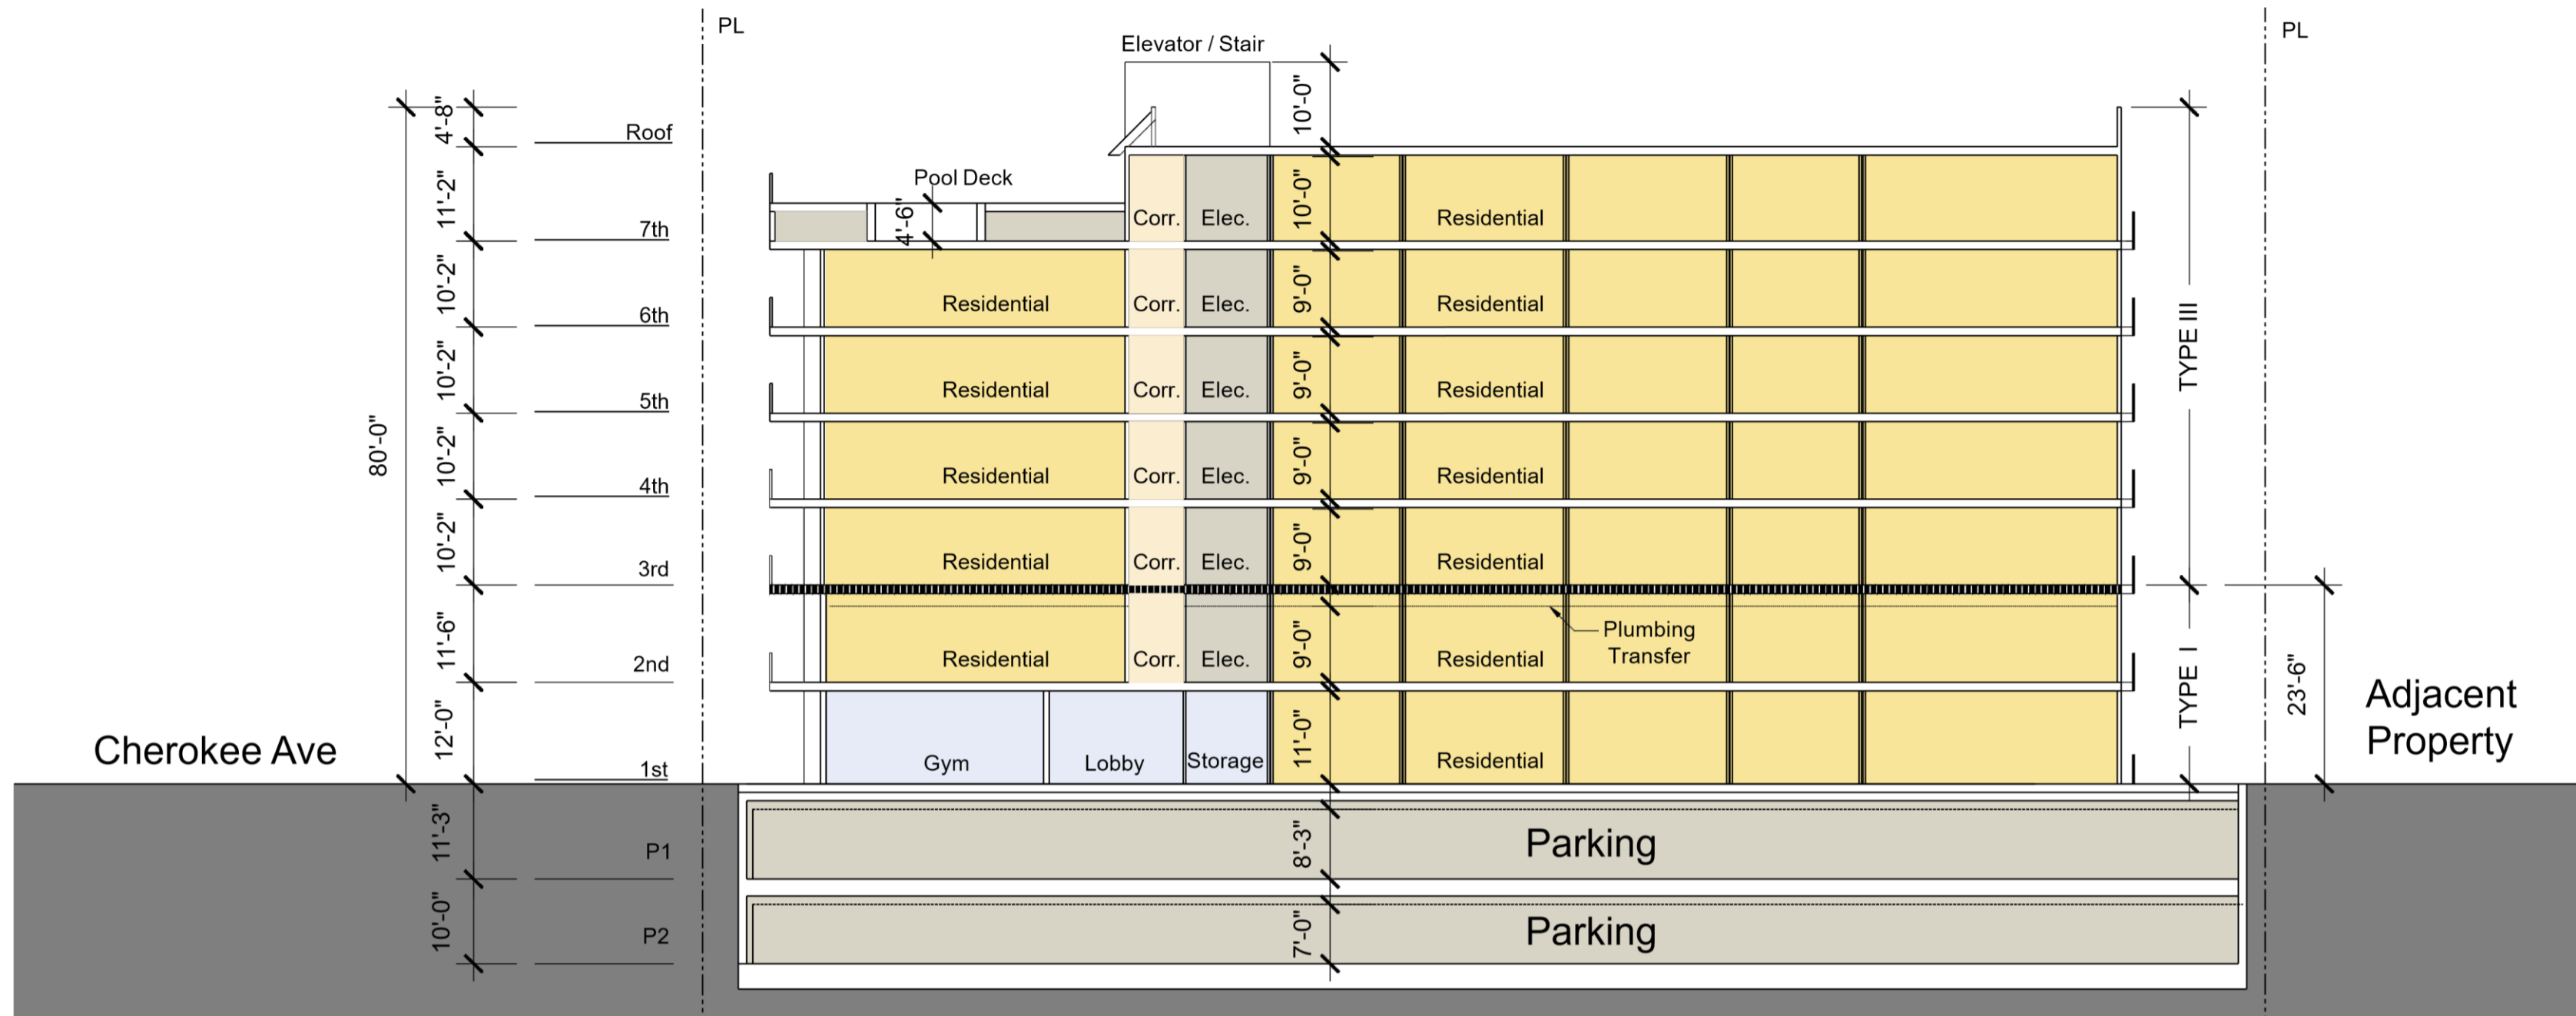 PL
PL
Elevator / Stair
4'-8"
Roof
10'-0"
Pool Deck
11'-2"
4'-6"
Corr.
Elec.
10'-0"
Residential
7th
10'-2"
Residential
Corr.
Elec.
9'-0"
Residential
6th
TYPE III
10'-2"
Residential
Corr.
Elec.
9'-0"
Residential
5th
80'-0"
10'-2"
Residential
Corr.
Elec.
9'-0"
Residential
4th
10'-2"
Residential
Corr.
Elec.
9'-0"
Residential
3rd
11'-6"
Residential
Corr.
Elec.
9'-0"
Residential
Plumbing
Transfer
2nd
TYPE I
23'-6"
Adjacent
Property
Cherokee Ave
12'-0"
1st
Gym
Lobby
Storage
11'-0"
Residential
11'-3"
P1
8'-3"
Parking
10'-0"
P2
7'-0"
Parking